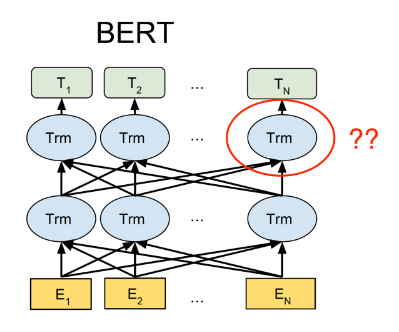 BERT
T1 T2 ... TN
Trm Trm ... Trm ??
Trm Trm ... Trm
E1 E2 ... EN